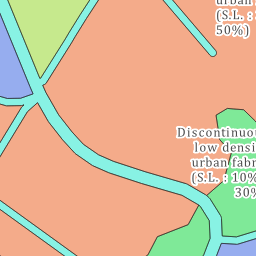 urban
(S.L. :
50%)
Discontinuou
low densi
urban fabr
(S.L. : 10%
30%